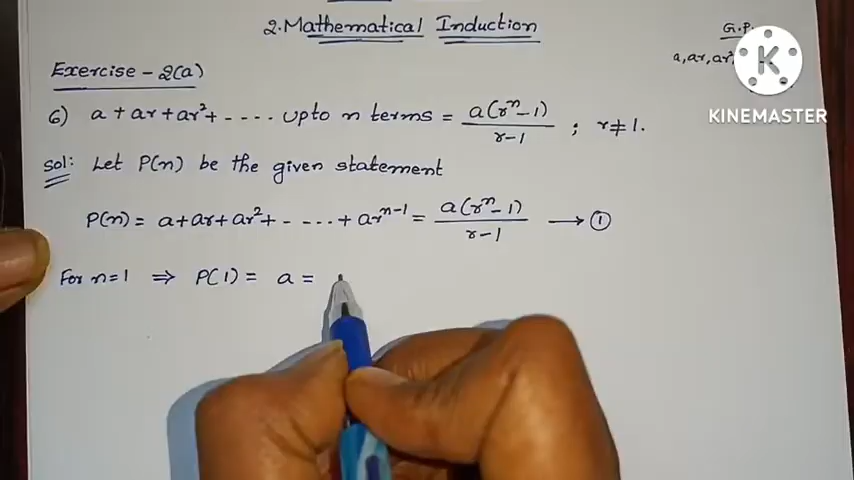 2. Mathematical Induction
G.P.
a, ar, ar²,
KINEMASTER
Exercise - 2(a)
6) a + ar + ar² + - - - - upto n terms = a(rⁿ-1)/r-1 ; r≠1.
Sol: Let P(n) be the given statement
P(n) = a + ar + ar² + - - - - - + arⁿ⁻¹ = a(rⁿ-1)/r-1 → ①
For n=1 ⇒ P(1) = a =